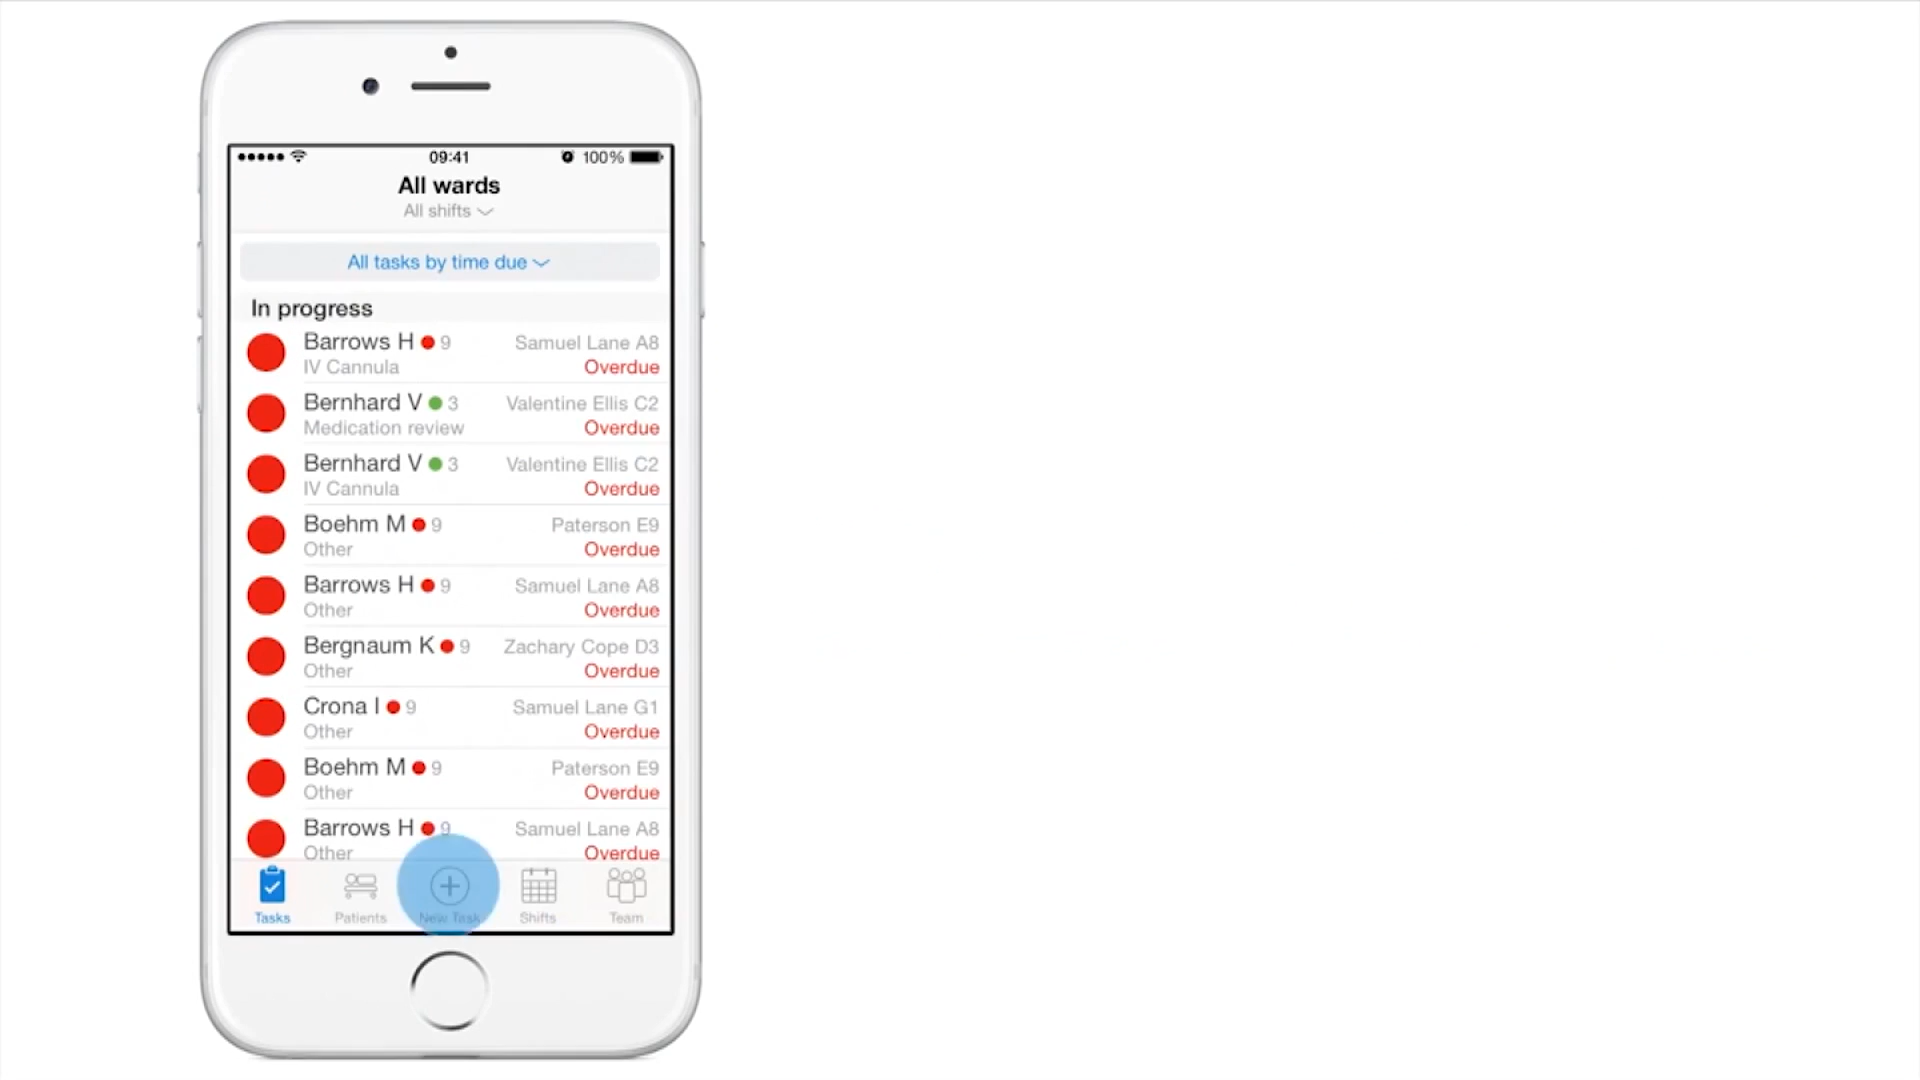 09:41
100%
All wards
All shifts
All tasks by time due
In progress
Barrows H 9 Samuel Lane A8
IV Cannula Overdue
Bernhard V 3 Valentine Ellis C2
Medication review Overdue
Bernhard V 3 Valentine Ellis C2
IV Cannula Overdue
Boehm M 9 Paterson E9
Other Overdue
Barrows H 9 Samuel Lane A8
Other Overdue
Bergnaum K 9 Zachary Cope D3
Other Overdue
Crona I 9 Samuel Lane G1
Other Overdue
Boehm M 9 Paterson E9
Other Overdue
Barrows H 9 Samuel Lane A8
Other Overdue
Tasks Patients New Task Shifts Team